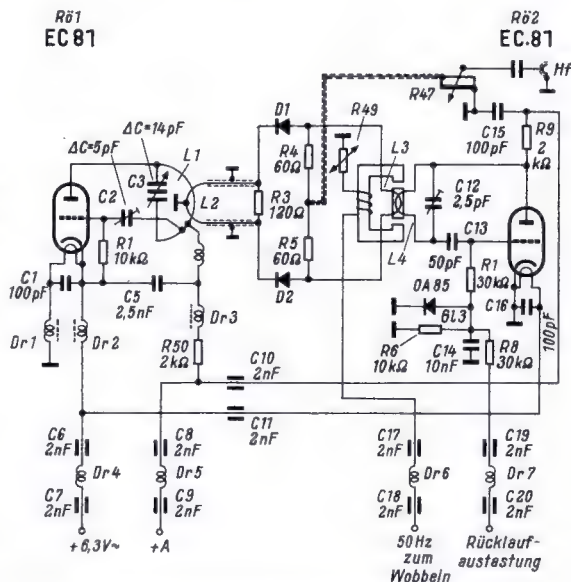 Rö1
EC81
Rö2
EC.81
Hf
R47
ΔC=14pF
ΔC=5pF
L1
D1
R49
C15
100pF
R9
2
kΩ
C3
R4
60Ω
L3
C2
L2
R3
120Ω
C12
2,5pF
C13
R1
10kΩ
R5
60Ω
L4
50pF
R1
30kΩ
C1
100pF
C5
2,5nF
D2
OA85
C16
Dr3
GL3
100pF
Dr1
Dr2
R50
2kΩ
R6
10kΩ
C14
10nF
R8
30kΩ
C10
2nF
C11
2nF
C6
2nF
C8
2nF
C17
2nF
C19
2nF
Dr4
Dr5
Dr6
Dr7
C7
2nF
C9
2nF
C18
2nF
C20
2nF
+6,3V~
+A
50Hz
zum
Wobbeln
Rücklauf-
austastung